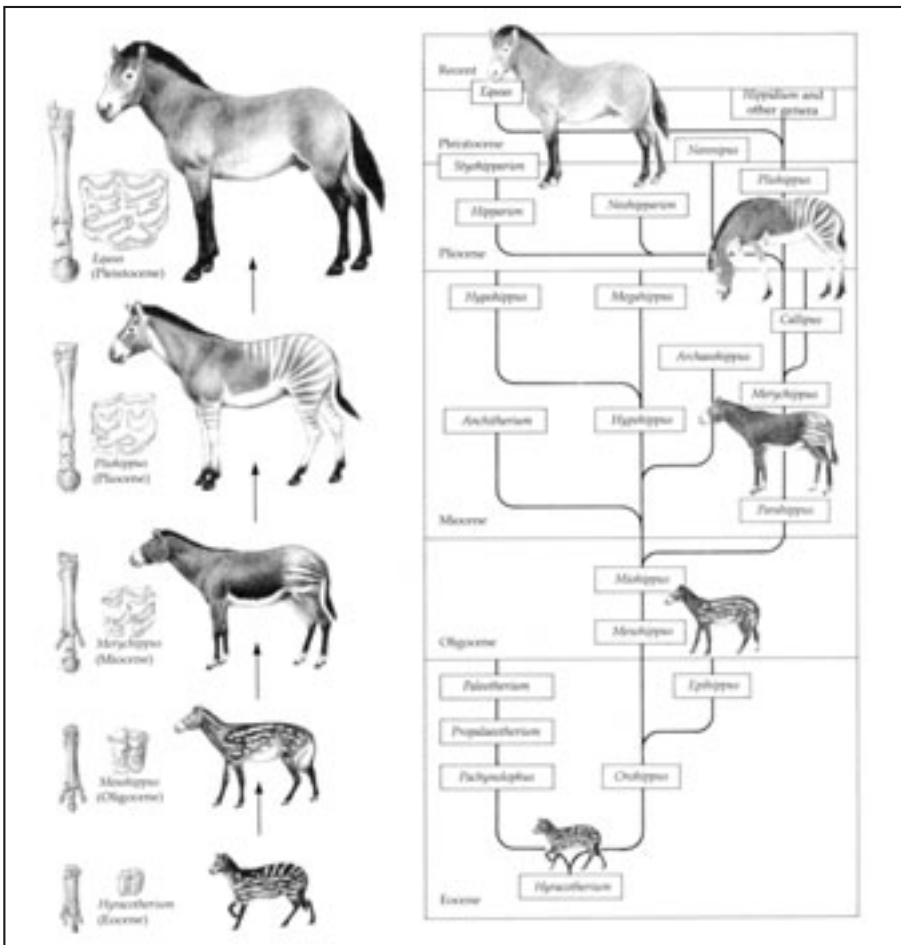 Equus
(Pleistocene)
Pliohippus
(Pliocene)
Merychippus
(Miocene)
Mesohippus
(Oligocene)
Hyracotherium
(Eocene)
Recent
Equus
Hippidium and
other genera
Pleistocene
Nannippus
Stylohipparion
Pliohippus
Hipparion
Neohipparion
Pliocene
Hypohippus
Megahippus
Callipus
Archaeohippus
Merychippus
Anchitherium
Hypohippus
Parahippus
Miocene
Miohippus
Mesohippus
Oligocene
Paleotherium
Epihippus
Propalaeotherium
Pachynolophus
Orohippus
Hyracotherium
Eocene